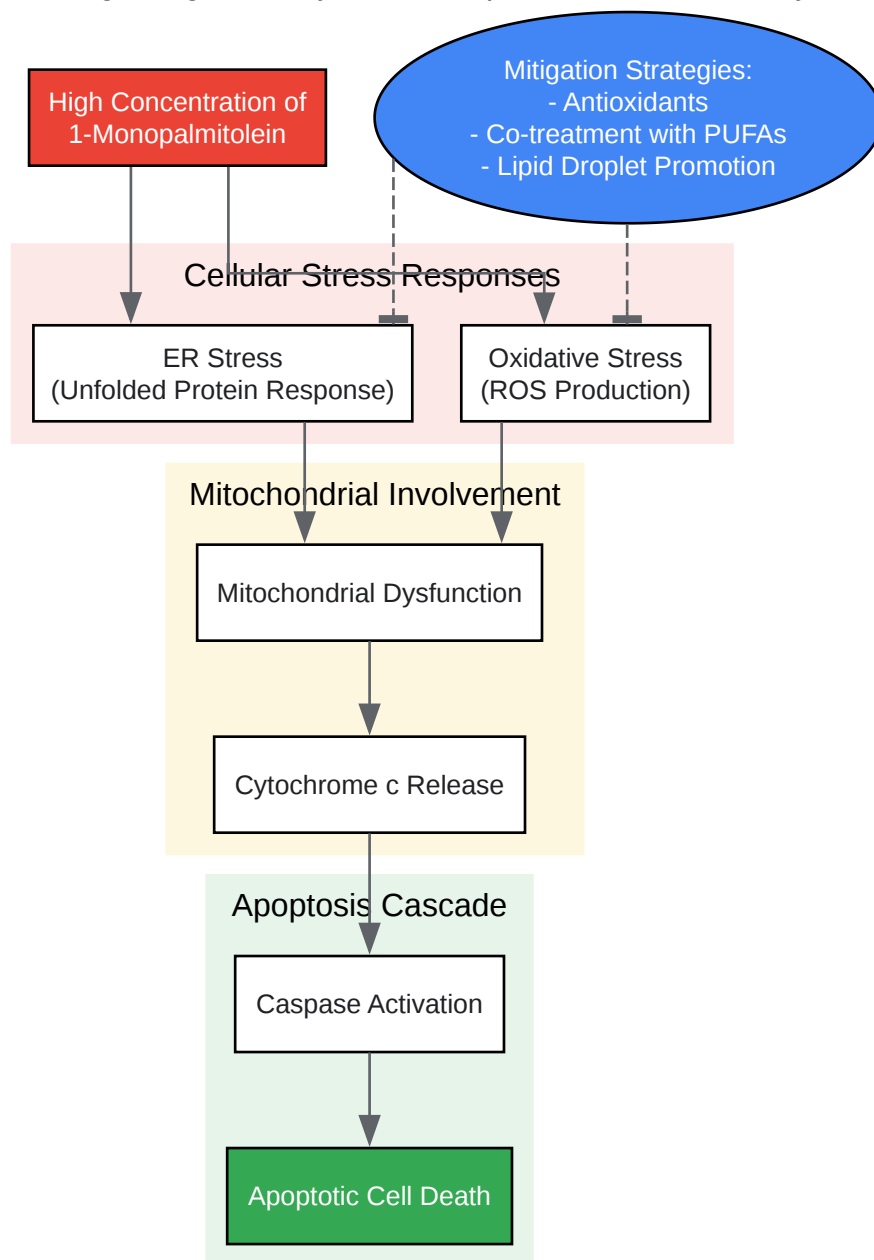 High Concentration of
1-Monopalmitolein
Mitigation Strategies:
- Antioxidants
- Co-treatment with PUFAs
- Lipid Droplet Promotion
Cellular Stress Responses
ER Stress
(Unfolded Protein Response)
Oxidative Stress
(ROS Production)
Mitochondrial Involvement
Mitochondrial Dysfunction
Cytochrome c Release
Apoptosis Cascade
Caspase Activation
Apoptotic Cell Death